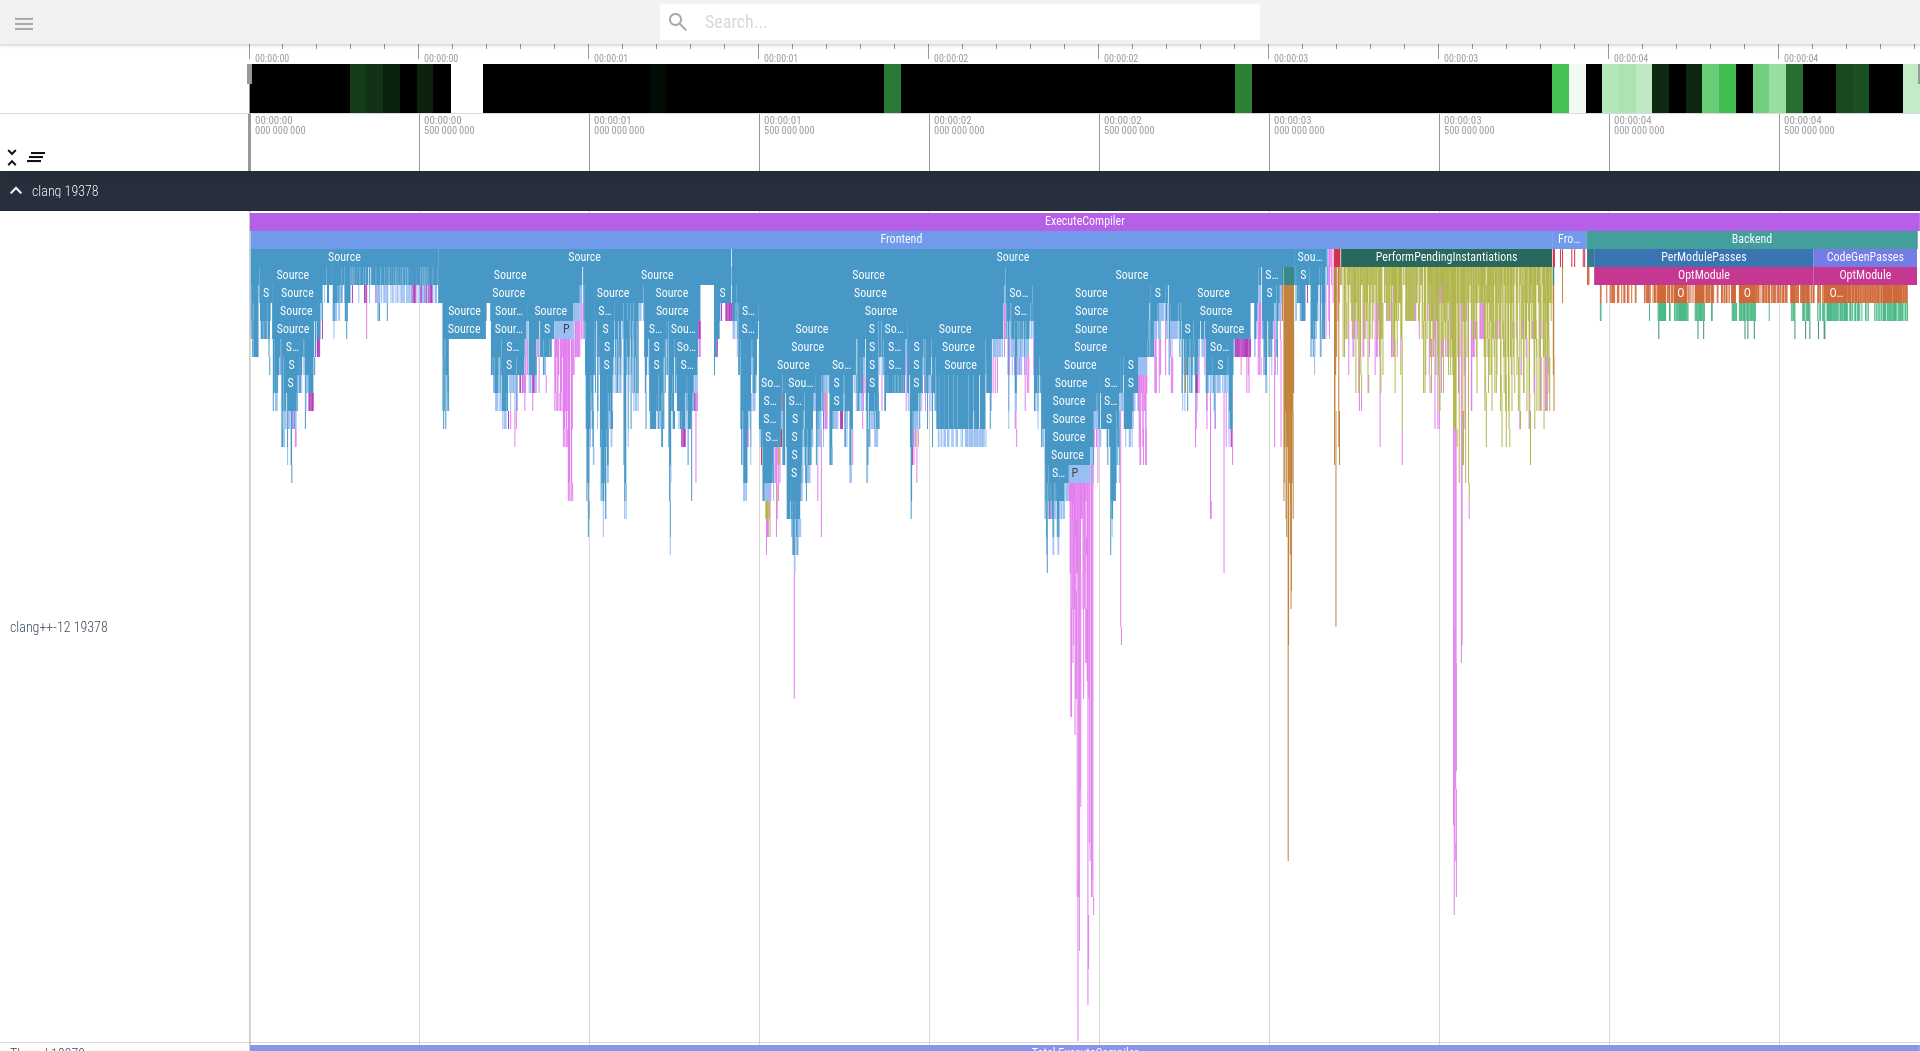 Search...
00:00:00 00:00:00 00:00:01 00:00:01 00:00:02 00:00:02 00:00:03 00:00:03 00:00:04 00:00:04
00:00:00 00:00:00 00:00:01 00:00:01 00:00:02 00:00:02 00:00:03 00:00:03 00:00:04 00:00:04
000 000 000 500 000 000 000 000 000 500 000 000 000 000 000 500 000 000 000 000 000 500 000 000 000 000 000 500 000 000
clang 19378
ExecuteCompiler
Frontend Fro... Backend
Source Source Source Sou... PerformPendingInstantiations PerModulePasses CodeGenPasses
Source Source Source Source Source S... S OptModule OptModule
S Source Source Source Source S Source So... Source S Source S O O O...
Source Source Sour... Source S... Source S... Source S... Source Source
Source Source Sour... S P S S... Sou... S... Source S So... Source Source S Source
S... S... S S So... Source S... S Source Source So...
S S S S S... Source So... S S... Source Source S S
S So... Sou... S S S Source S... S
S... S... S Source S...
S... S Source S
S... S Source
S Source
S S... P
clang++-12 19378
Total ExecuteCompiler